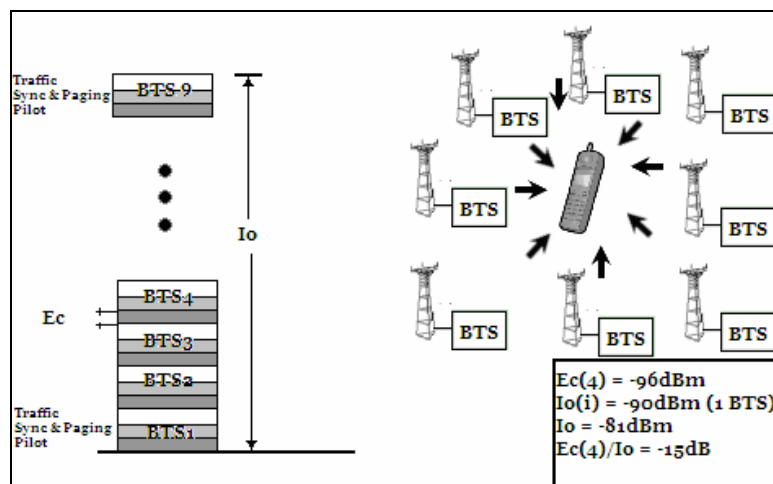 Traffic
Sync & Paging
Pilot
BTS-9
Io
Ec
BTS4
BTS3
BTS2
BTS1
Traffic
Sync & Paging
Pilot
BTS
BTS
BTS
BTS
BTS
BTS
BTS
BTS
Ec(4) = -96dBm
Io(i) = -90dBm (1 BTS)
Io = -81dBm
Ec(4)/Io = -15dB